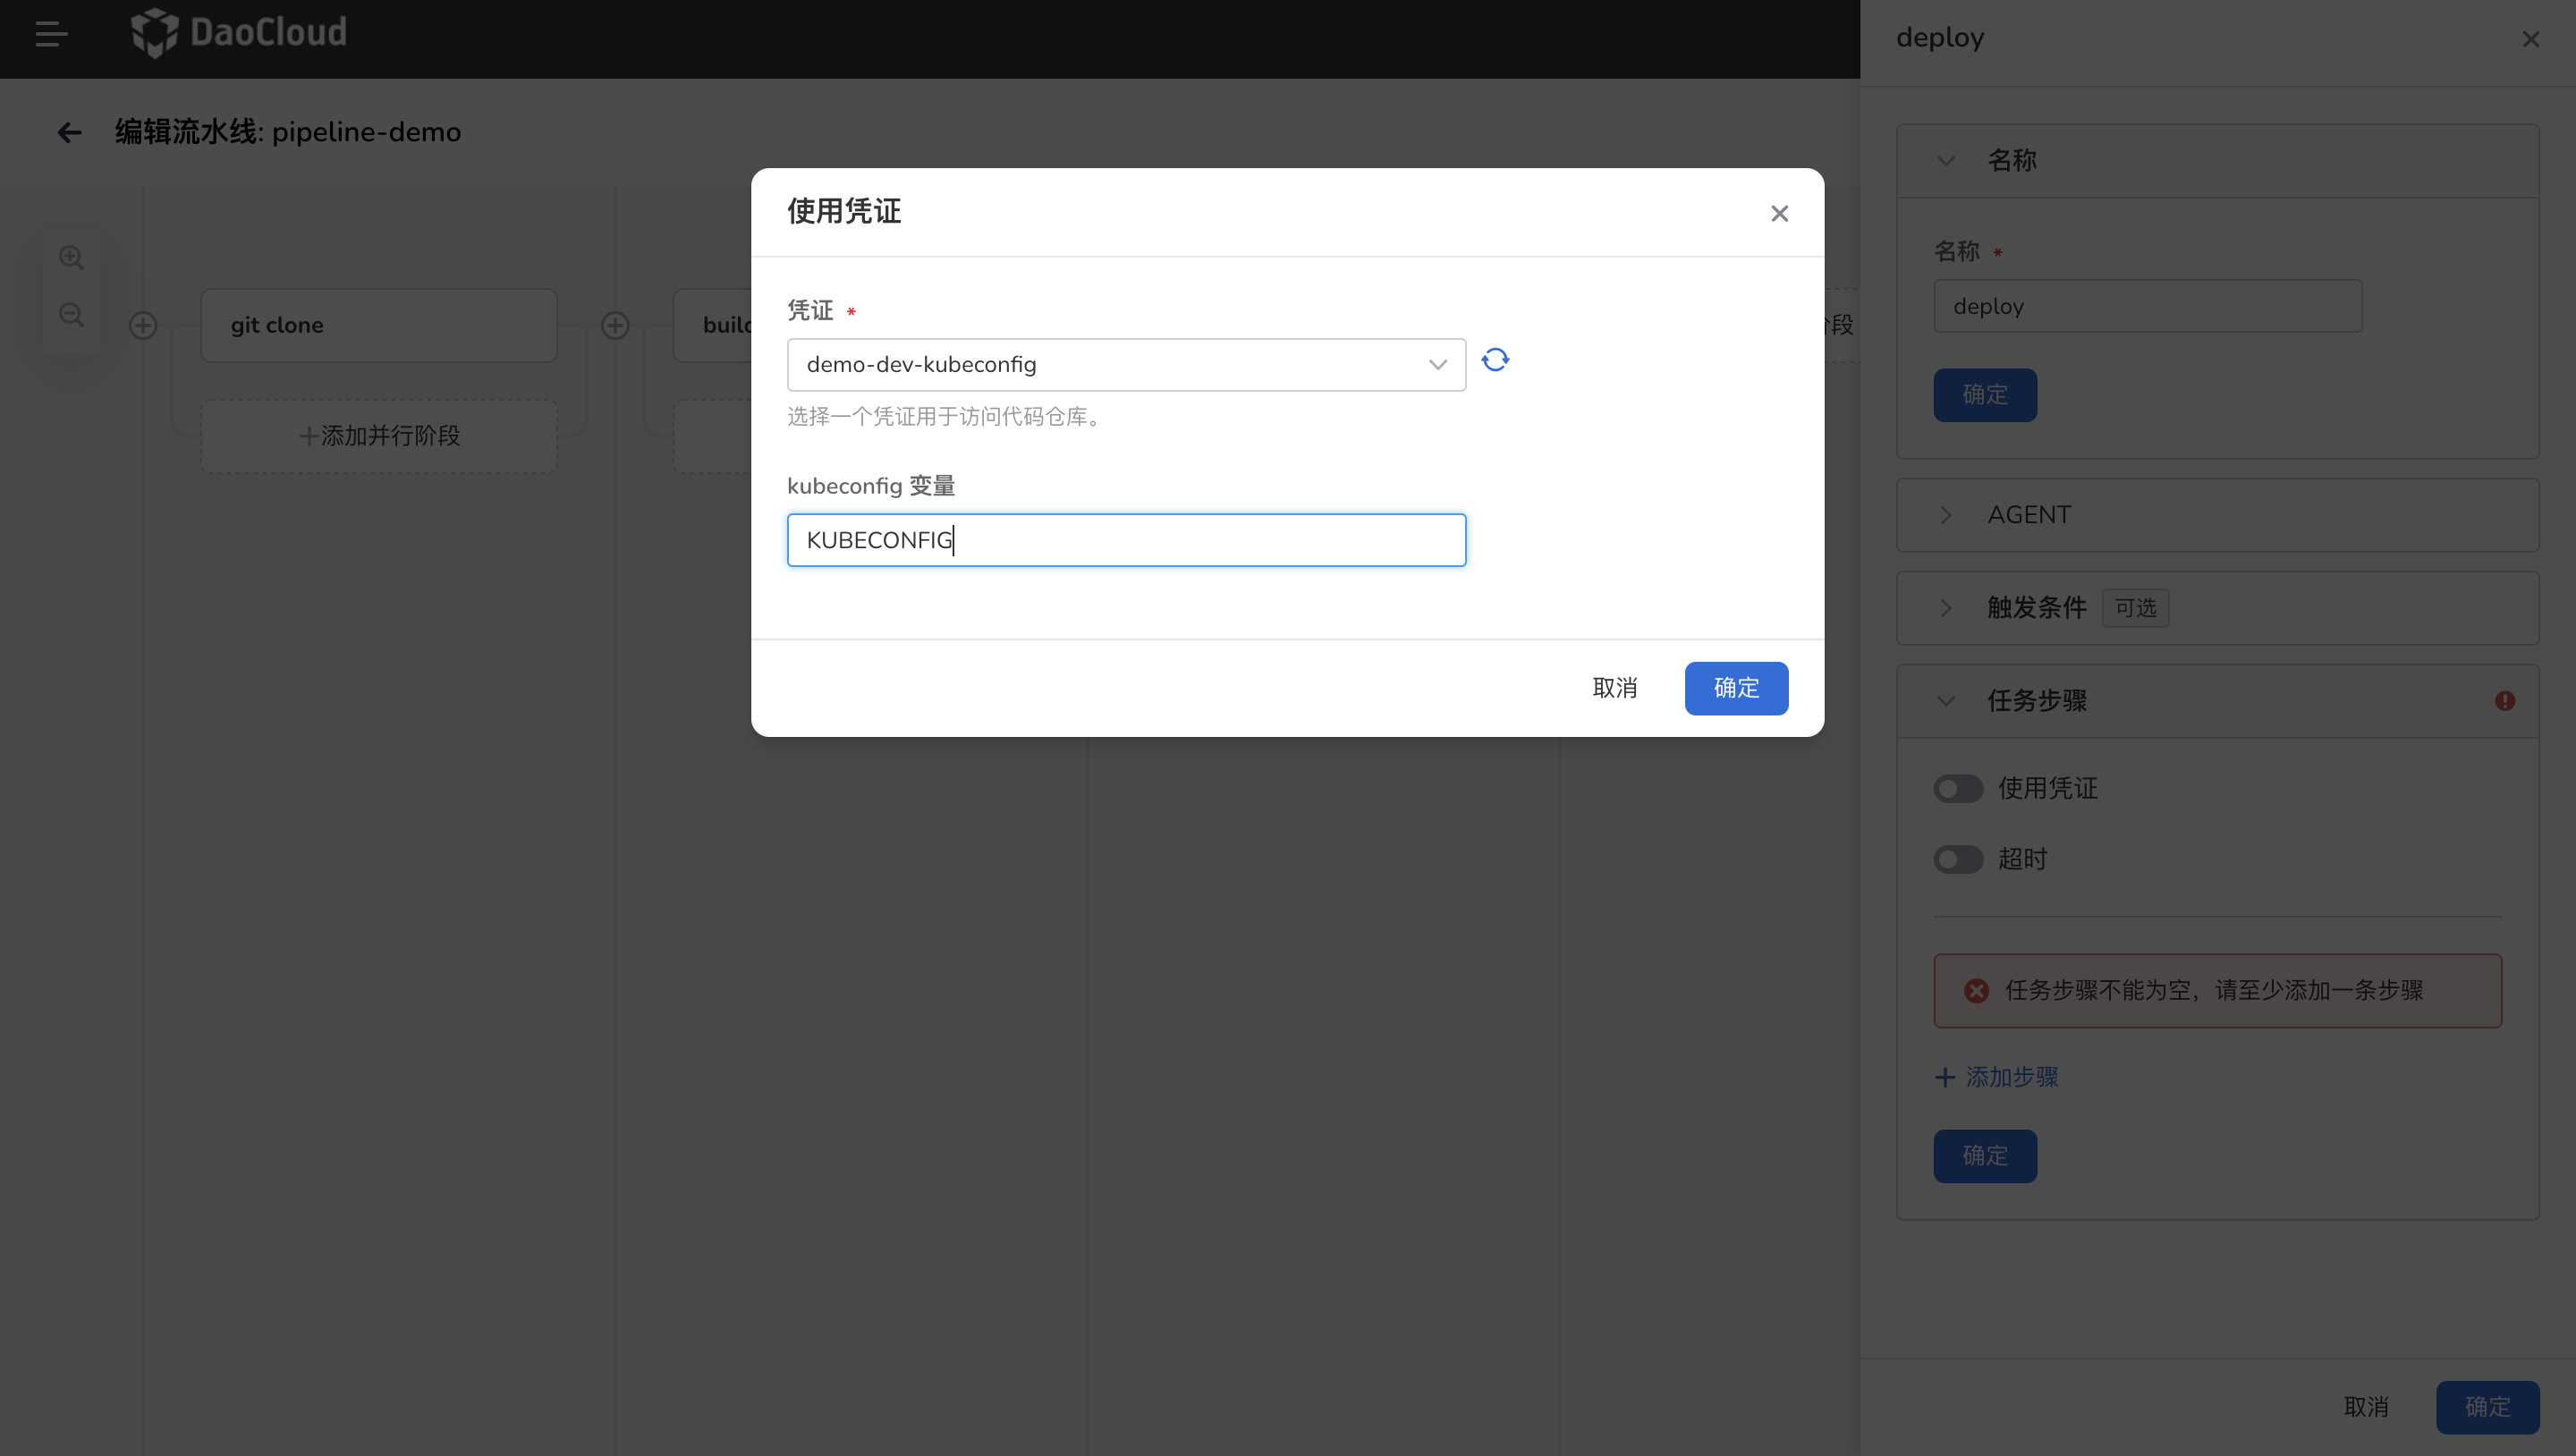 DaoCloud
编辑流水线: pipeline-demo
git clone
添加并行阶段
使用凭证
凭证 *
demo-dev-kubeconfig
选择一个凭证用于访问代码仓库。
kubeconfig 变量
KUBECONFIG
取消
确定
deploy
名称
名称 *
deploy
确定
AGENT
触发条件 可选
任务步骤
使用凭证
超时
任务步骤不能为空，请至少添加一条步骤
添加步骤
确定
取消
确定